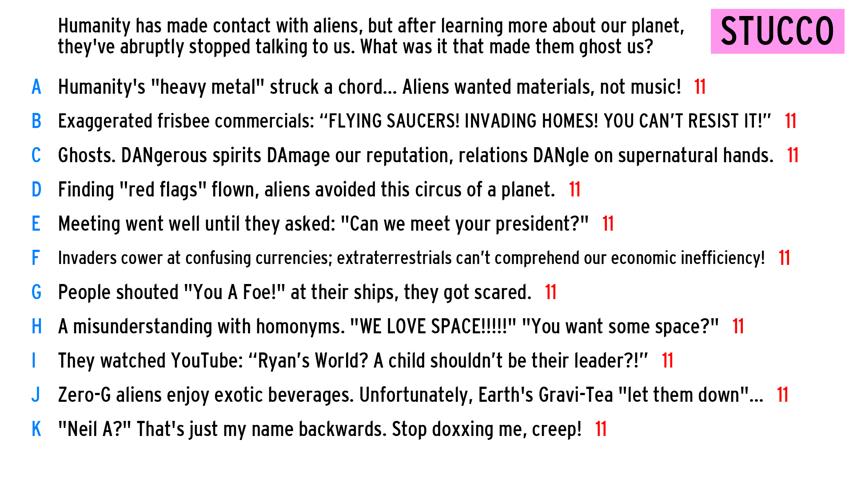 Humanity has made contact with aliens, but after learning more about our planet,
they've abruptly stopped talking to us. What was it that made them ghost us?
STUCCO
A Humanity's "heavy metal" struck a chord... Aliens wanted materials, not music! 11
B Exaggerated frisbee commercials: “FLYING SAUCERS! INVADING HOMES! YOU CAN’T RESIST IT!” 11
C Ghosts. DANgerous spirits DAmage our reputation, relations DANgle on supernatural hands. 11
D Finding "red flags" flown, aliens avoided this circus of a planet. 11
E Meeting went well until they asked: "Can we meet your president?" 11
F Invaders cower at confusing currencies; extraterrestrials can’t comprehend our economic inefficiency! 11
G People shouted "You A Foe!" at their ships, they got scared. 11
H A misunderstanding with homonyms. "WE LOVE SPACE!!!!!" "You want some space?" 11
I They watched YouTube: “Ryan’s World? A child shouldn’t be their leader?!” 11
J Zero-G aliens enjoy exotic beverages. Unfortunately, Earth's Gravi-Tea "let them down"... 11
K "Neil A?" That's just my name backwards. Stop doxxing me, creep! 11